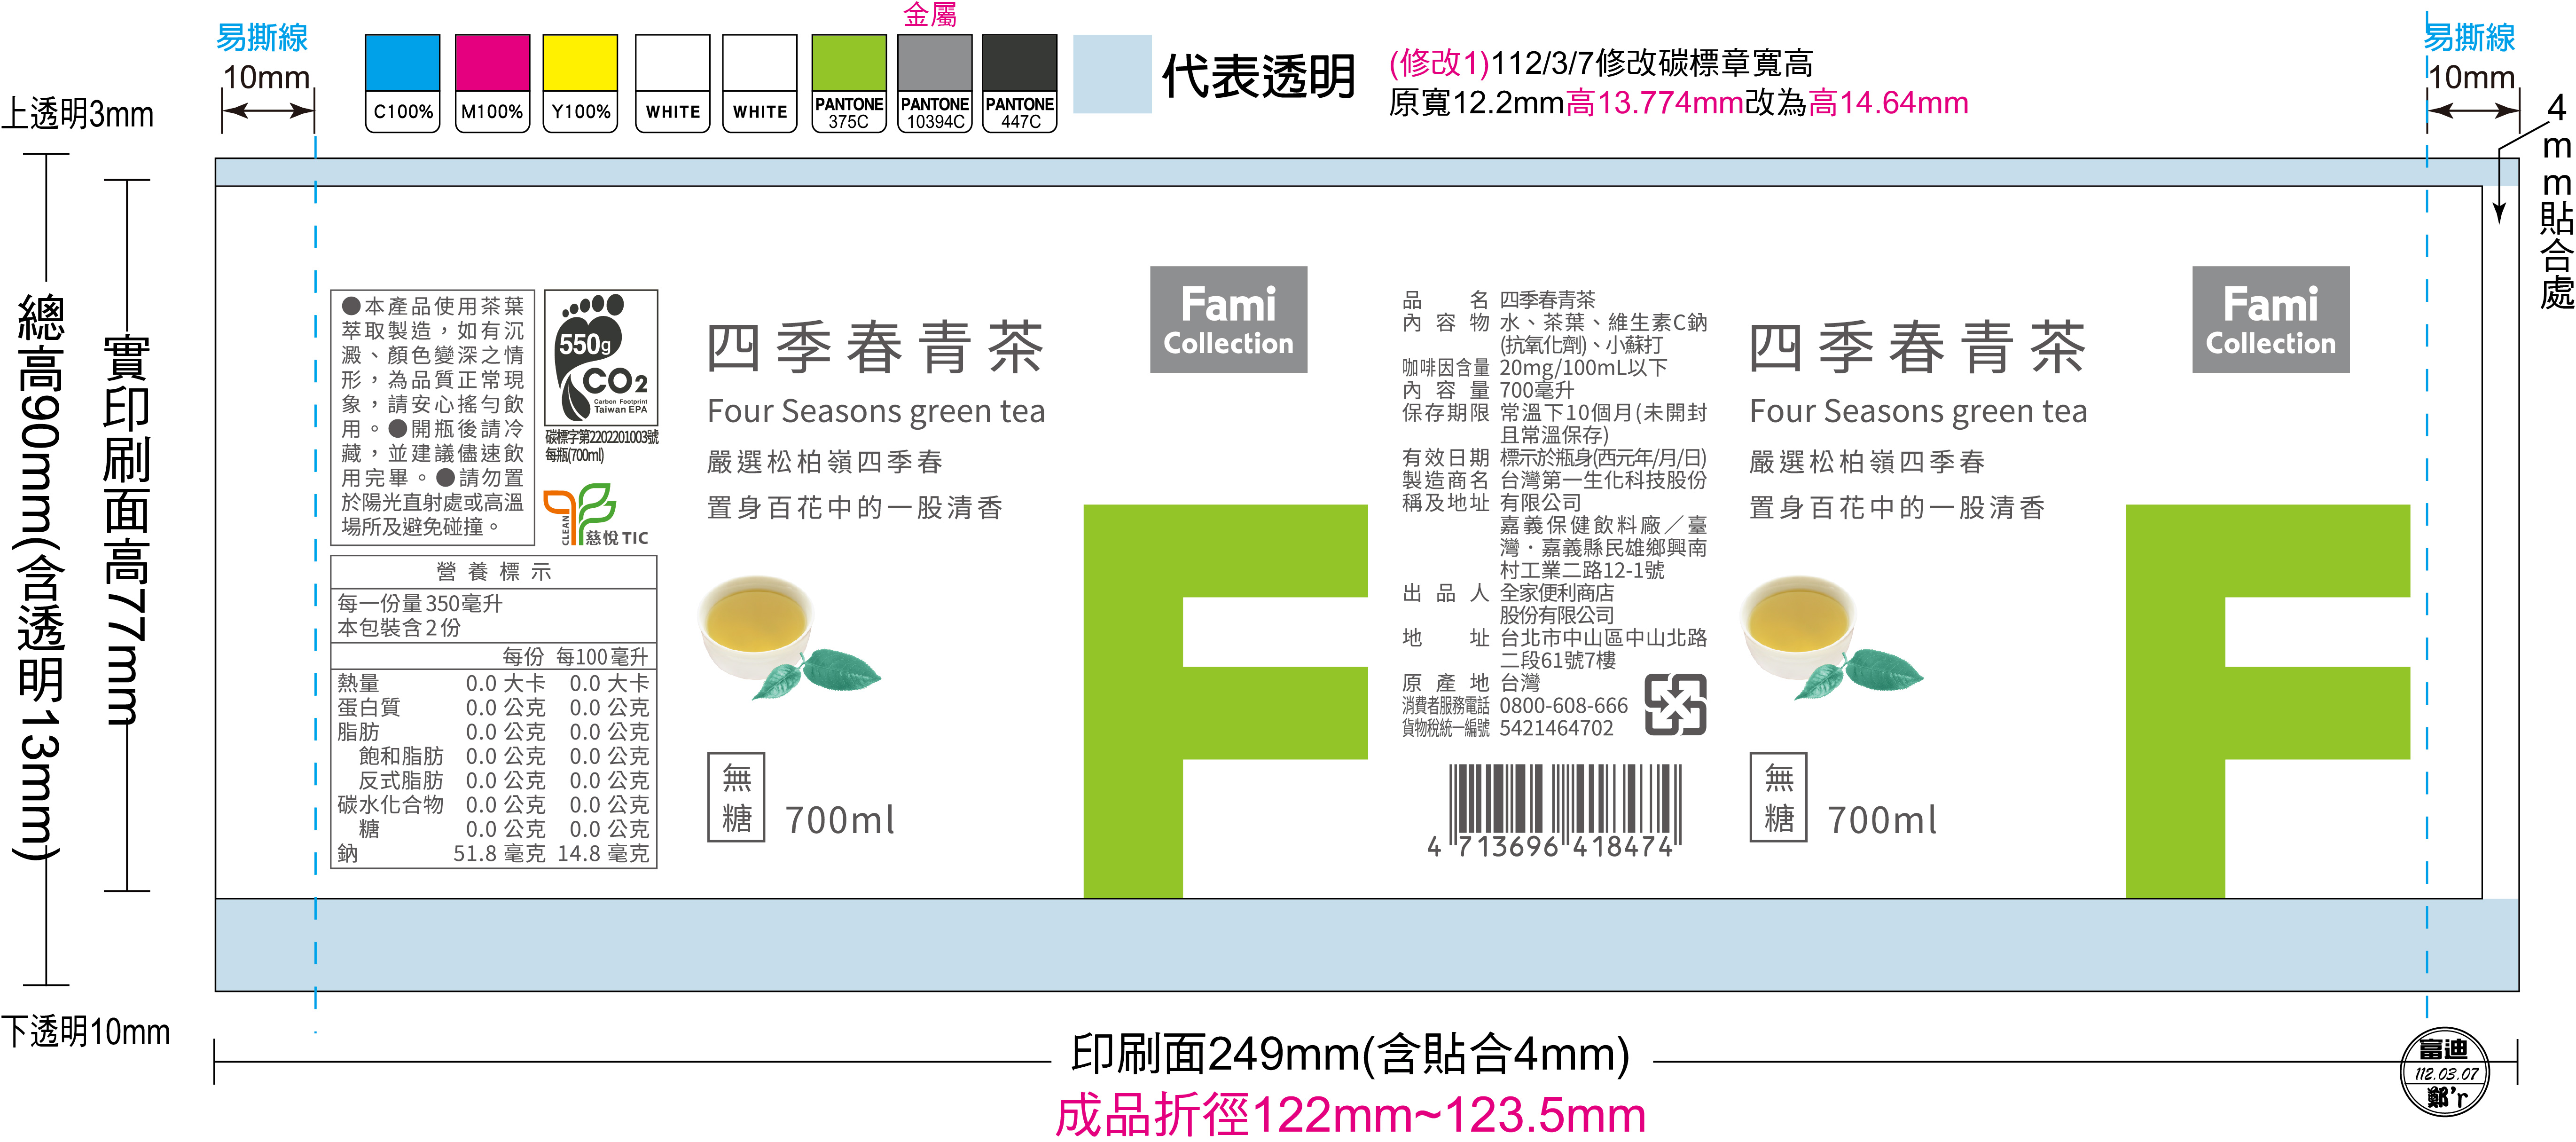 金屬
易撕線
10mm
C100%
M100%
Y100%
WHITE
WHITE
PANTONE
375C
PANTONE
10394C
PANTONE
447C
代表透明
(修改1)112/3/7修改碳標章寬高
原寬12.2mm高13.774mm改為高14.64mm
易撕線
10mm
4mm貼合處
上透明3mm
總高90mm(含透明13mm)
實印刷面高77mm
下透明10mm
●本產品使用茶葉
萃取製造，如有沉
澱、顏色變深之情
形，為品質正常現
象，請安心搖勻飲
用。●開瓶後請冷
藏，並建議儘速飲
用完畢。●請勿置
於陽光直射處或高溫
場所及避免碰撞。
550g
CO2
Carbon Footprint
Taiwan EPA
碳標字第2202201003號
每瓶(700ml)
CLEAN
慈悅TIC
營養標示
每一份量350毫升
本包裝含2份
每份 每100毫升
熱量 0.0 大卡 0.0 大卡
蛋白質 0.0 公克 0.0 公克
脂肪 0.0 公克 0.0 公克
飽和脂肪 0.0 公克 0.0 公克
反式脂肪 0.0 公克 0.0 公克
碳水化合物 0.0 公克 0.0 公克
糖 0.0 公克 0.0 公克
鈉 51.8 毫克 14.8 毫克
四季春青茶
Four Seasons green tea
嚴選松柏嶺四季春
置身百花中的一股清香
無
糖
700ml
Fami
Collection
F
品名 四季春青茶
內容物 水、茶葉、維生素C鈉
(抗氧化劑)、小蘇打
咖啡因含量 20mg/100mL以下
內容量 700毫升
保存期限 常溫下10個月(未開封
且常溫保存)
有效日期 標示於瓶身(西元年/月/日)
製造商名 台灣第一生化科技股份
稱及地址 有限公司
嘉義保健飲料廠／臺
灣・嘉義縣民雄鄉興南
村工業二路12-1號
出品人 全家便利商店
股份有限公司
地址 台北市中山區中山北路
二段61號7樓
原產地 台灣
消費者服務電話 0800-608-666
貨物稅統一編號 5421464702
4 713696 418474
四季春青茶
Four Seasons green tea
嚴選松柏嶺四季春
置身百花中的一股清香
無
糖
700ml
Fami
Collection
F
印刷面249mm(含貼合4mm)
成品折徑122mm~123.5mm
富迪
112.03.07
鄭'r